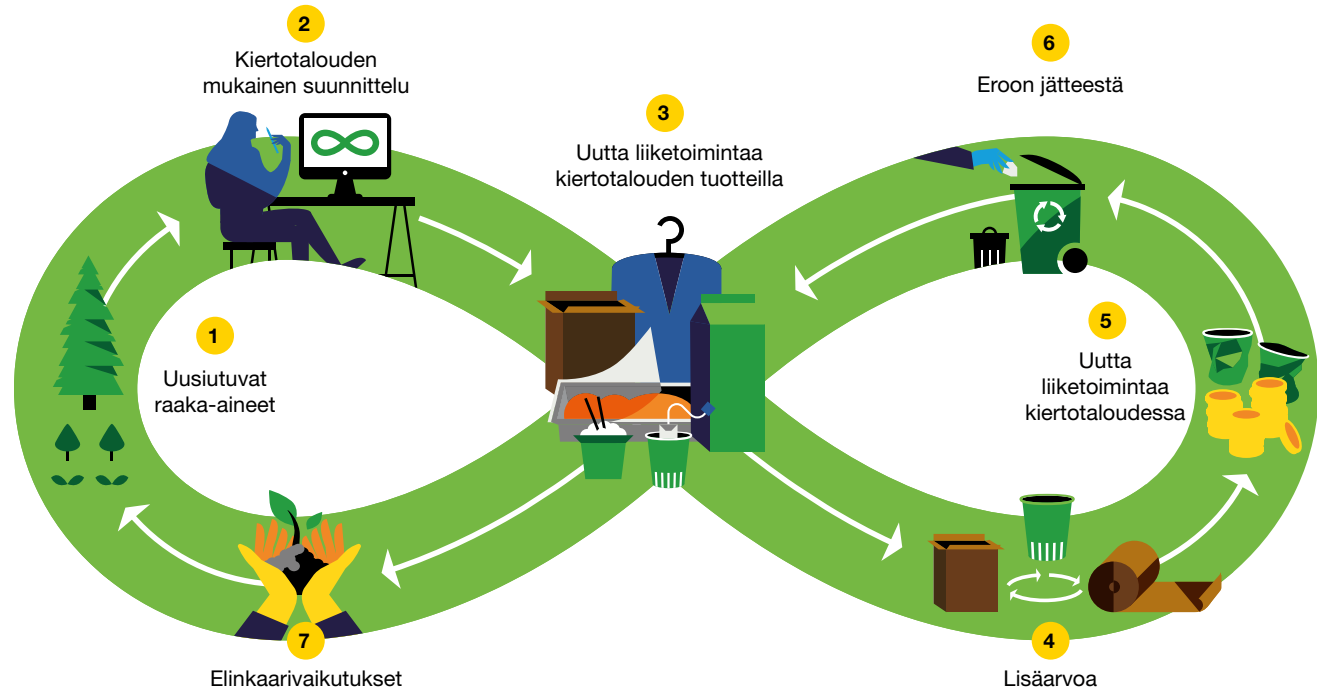 1
Uusiutuvat
raaka-aineet
2
Kiertotalouden
mukainen suunnittelu
3
Uutta liiketoimintaa
kiertotalouden tuotteilla
4
Lisäarvoa
5
Uutta
liiketoimintaa
kiertotaloudessa
6
Eroon jätteestä
7
Elinkaarivaikutukset